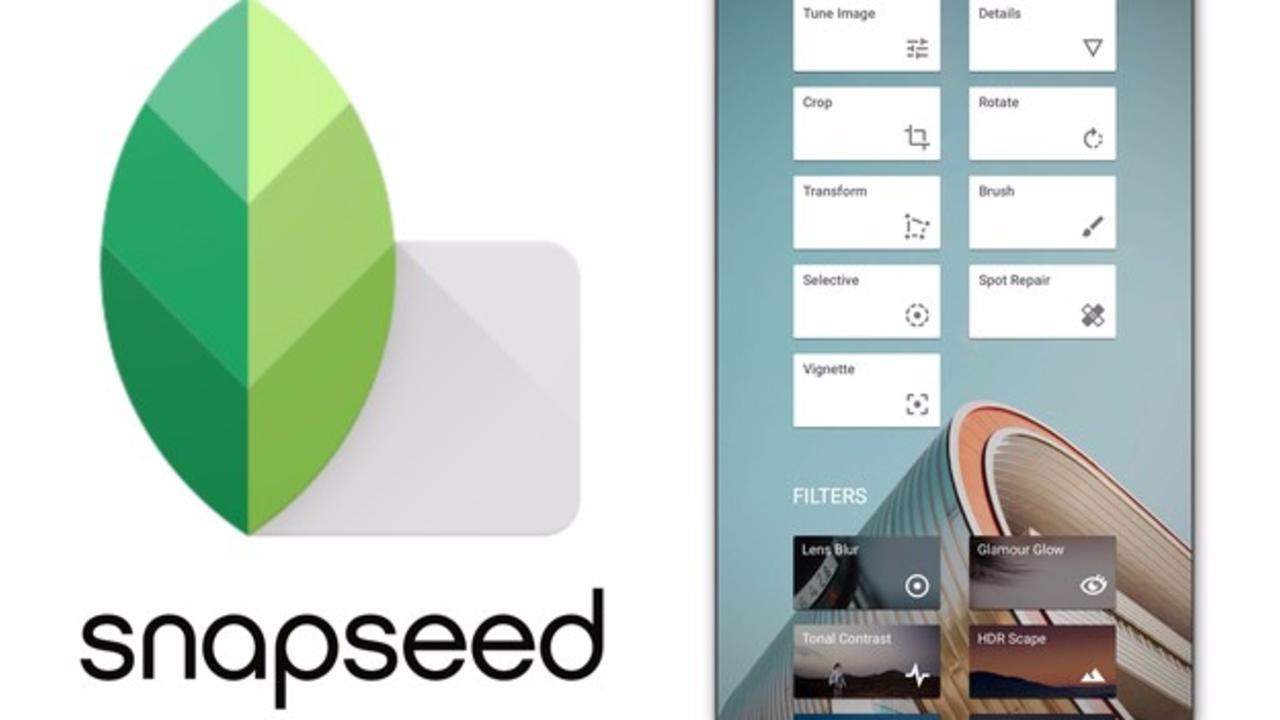 snapseed
Tune Image
Details
Crop
Rotate
Transform
Brush
Selective
Spot Repair
Vignette
FILTERS
Lens Blur
Glamour Glow
Tonal Contrast
HDR Scape